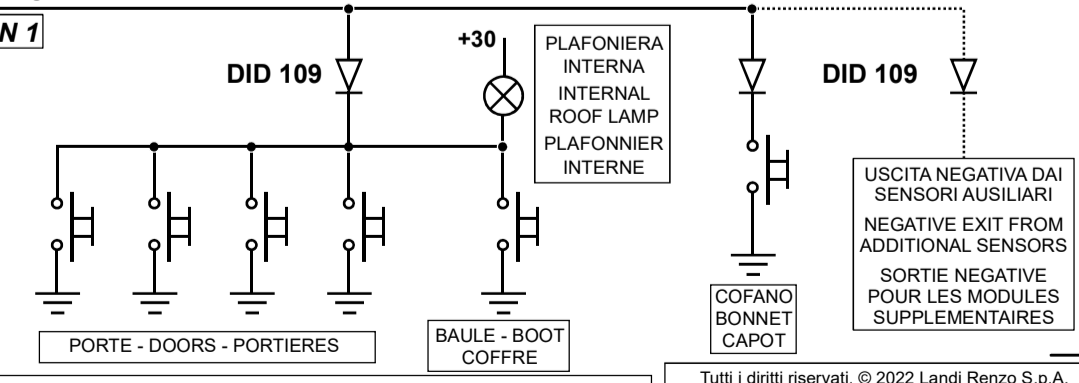 N 1
+30
DID 109
PLAFONIERA
INTERNA
INTERNAL
ROOF LAMP
PLAFONNIER
INTERNE
DID 109
USCITA NEGATIVA DAI
SENSORI AUSILIARI
NEGATIVE EXIT FROM
ADDITIONAL SENSORS
SORTIE NEGATIVE
POUR LES MODULES
SUPPLEMENTAIRES
COFANO
BONNET
CAPOT
PORTE - DOORS - PORTIERES
BAULE - BOOT
COFFRE
Tutti i diritti riservati. © 2022 Landi Renzo S.p.A.